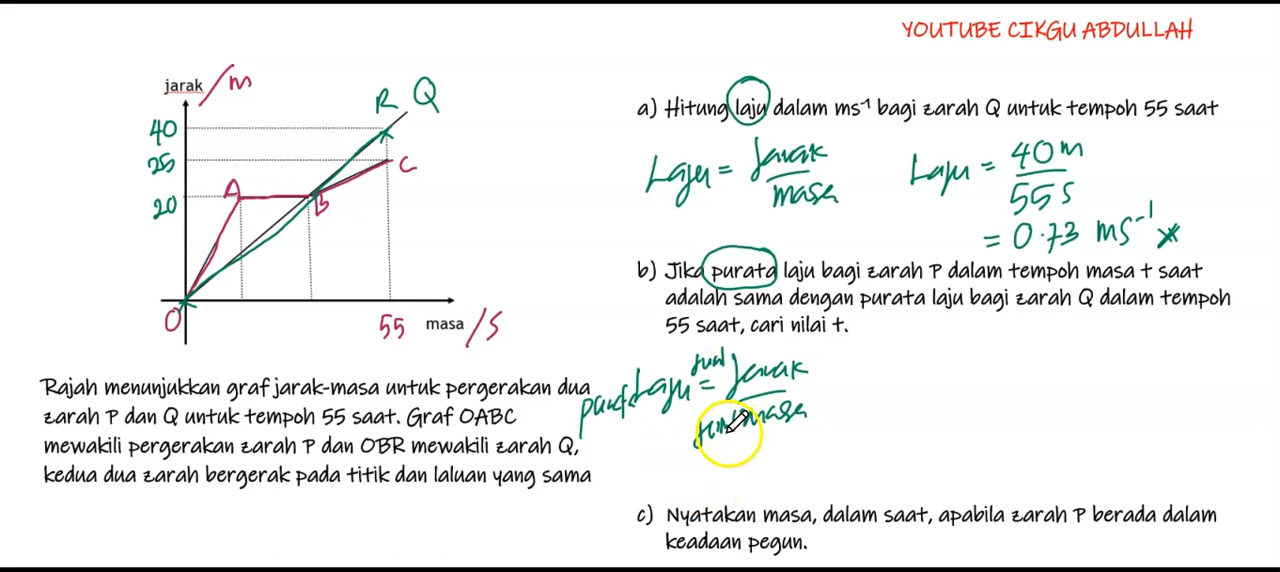 YOUTUBE CIKGU ABDULLAH
jarak /m
R Q
40
25
20
A
B
C
O
55 masa /s
Rajah menunjukkan graf jarak-masa untuk pergerakan dua
zarah P dan Q untuk tempoh 55 saat. Graf OABC
mewakili pergerakan zarah P dan OBR mewakili zarah Q,
kedua dua zarah bergerak pada titik dan laluan yang sama
a) Hitung laju dalam ms⁻¹ bagi zarah Q untuk tempoh 55 saat
Laju = Jarak
masa
Laju = 40 m
55 s
= 0.73 ms⁻¹
b) Jika purata laju bagi zarah P dalam tempoh masa t saat
adalah sama dengan purata laju bagi zarah Q dalam tempoh
55 saat, cari nilai t.
Laju = Jarak
masa
c) Nyatakan masa, dalam saat, apabila zarah P berada dalam
keadaan pegun.